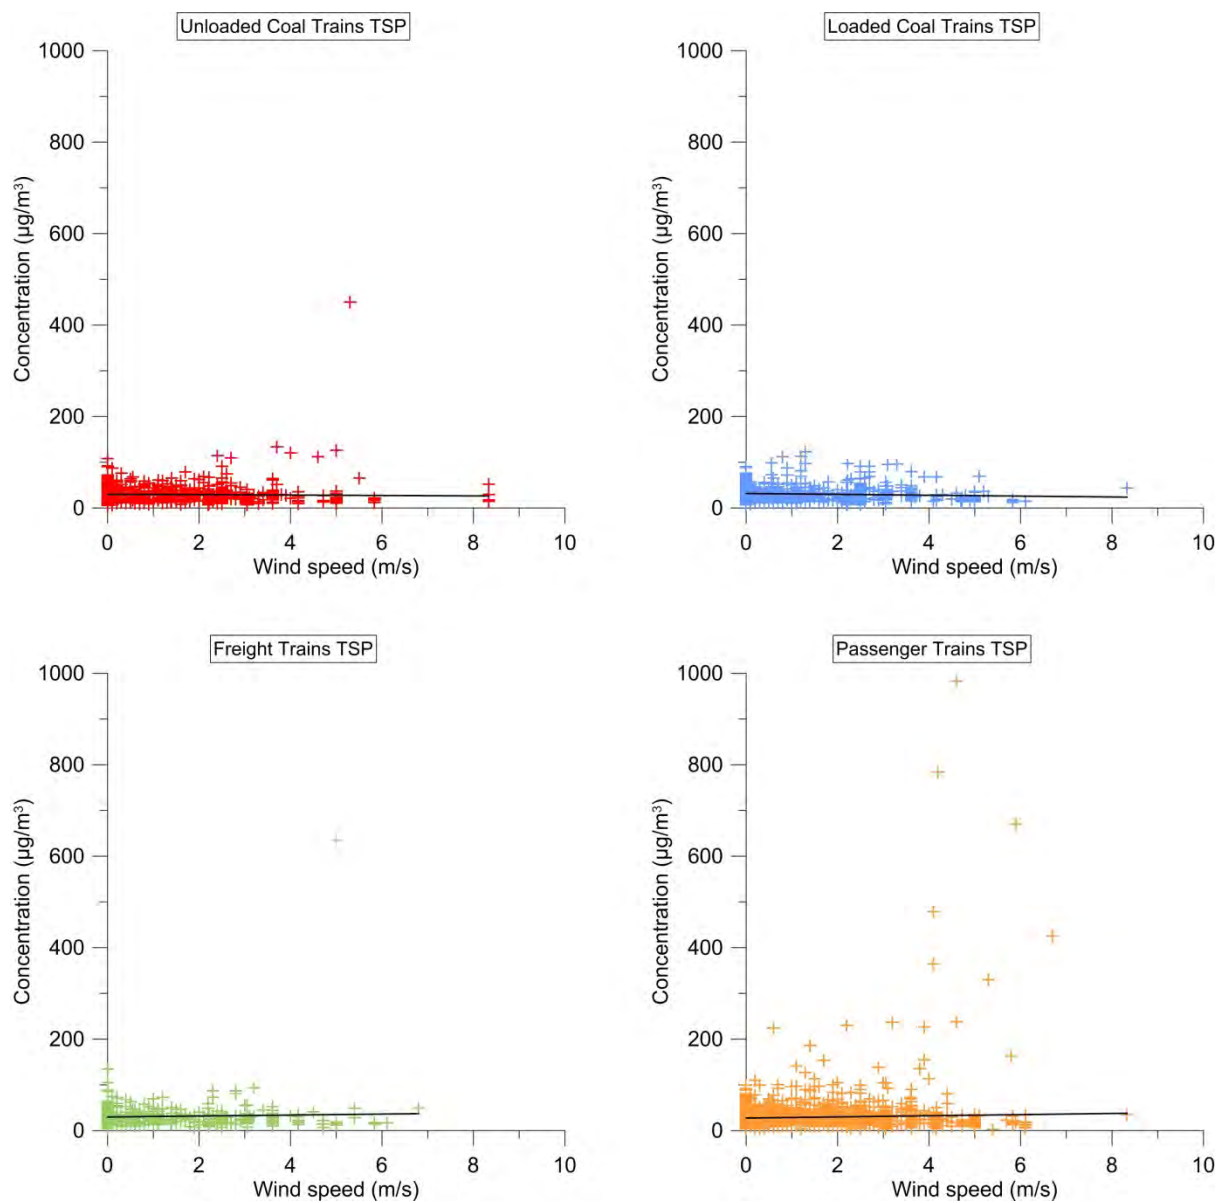 Unloaded Coal Trains TSP
1000
800
600
400
200
0
Concentration (µg/m³)
0 2 4 6 8 10
Wind speed (m/s)
Loaded Coal Trains TSP
1000
800
600
400
200
0
Concentration (µg/m³)
0 2 4 6 8 10
Wind speed (m/s)
Freight Trains TSP
1000
800
600
400
200
0
Concentration (µg/m³)
0 2 4 6 8 10
Wind speed (m/s)
Passenger Trains TSP
1000
800
600
400
200
0
Concentration (µg/m³)
0 2 4 6 8 10
Wind speed (m/s)